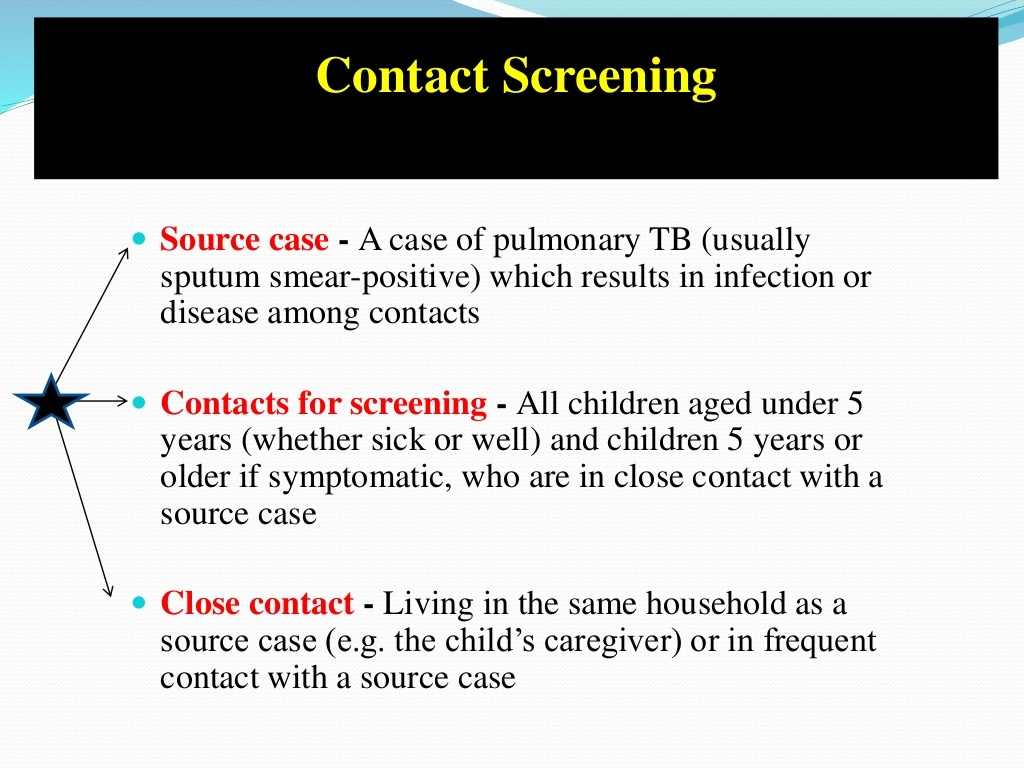 Contact Screening
• Source case - A case of pulmonary TB (usually
sputum smear-positive) which results in infection or
disease among contacts
• Contacts for screening - All children aged under 5
years (whether sick or well) and children 5 years or
older if symptomatic, who are in close contact with a
source case
• Close contact - Living in the same household as a
source case (e.g. the child’s caregiver) or in frequent
contact with a source case